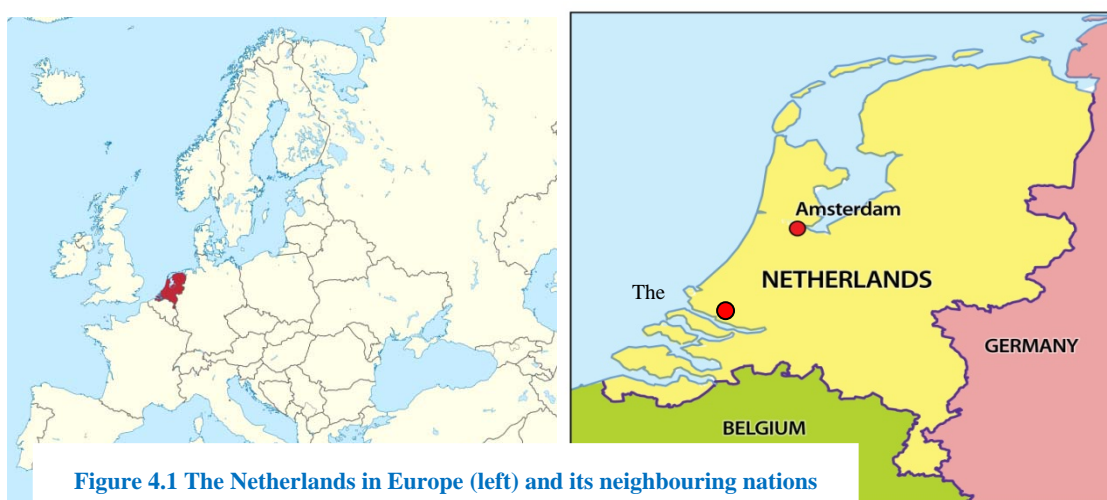 Amsterdam
NETHERLANDS
The
GERMANY
BELGIUM
Figure 4.1 The Netherlands in Europe (left) and its neighbouring nations